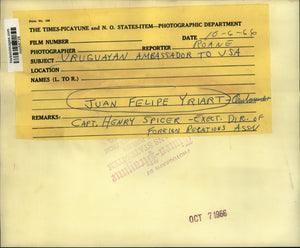 THE TIMES-PICAYUNE and N. O. STATES-ITEM—PHOTOGRAPHIC DEPARTMENT
FILM NUMBER DATE 10-6-66
PHOTOGRAPHER REPORTER ROANE
SUBJECT URUGUAYAN AMBASSADOR TO USA
LOCATION
NAMES (L. TO R.)
JUAN FELIPE YRIART
REMARKS: CAPT. HENRY SPICER - EXECT. DIR. OF
FOREIGN RELATIONS ASSN
OCT 7 1966